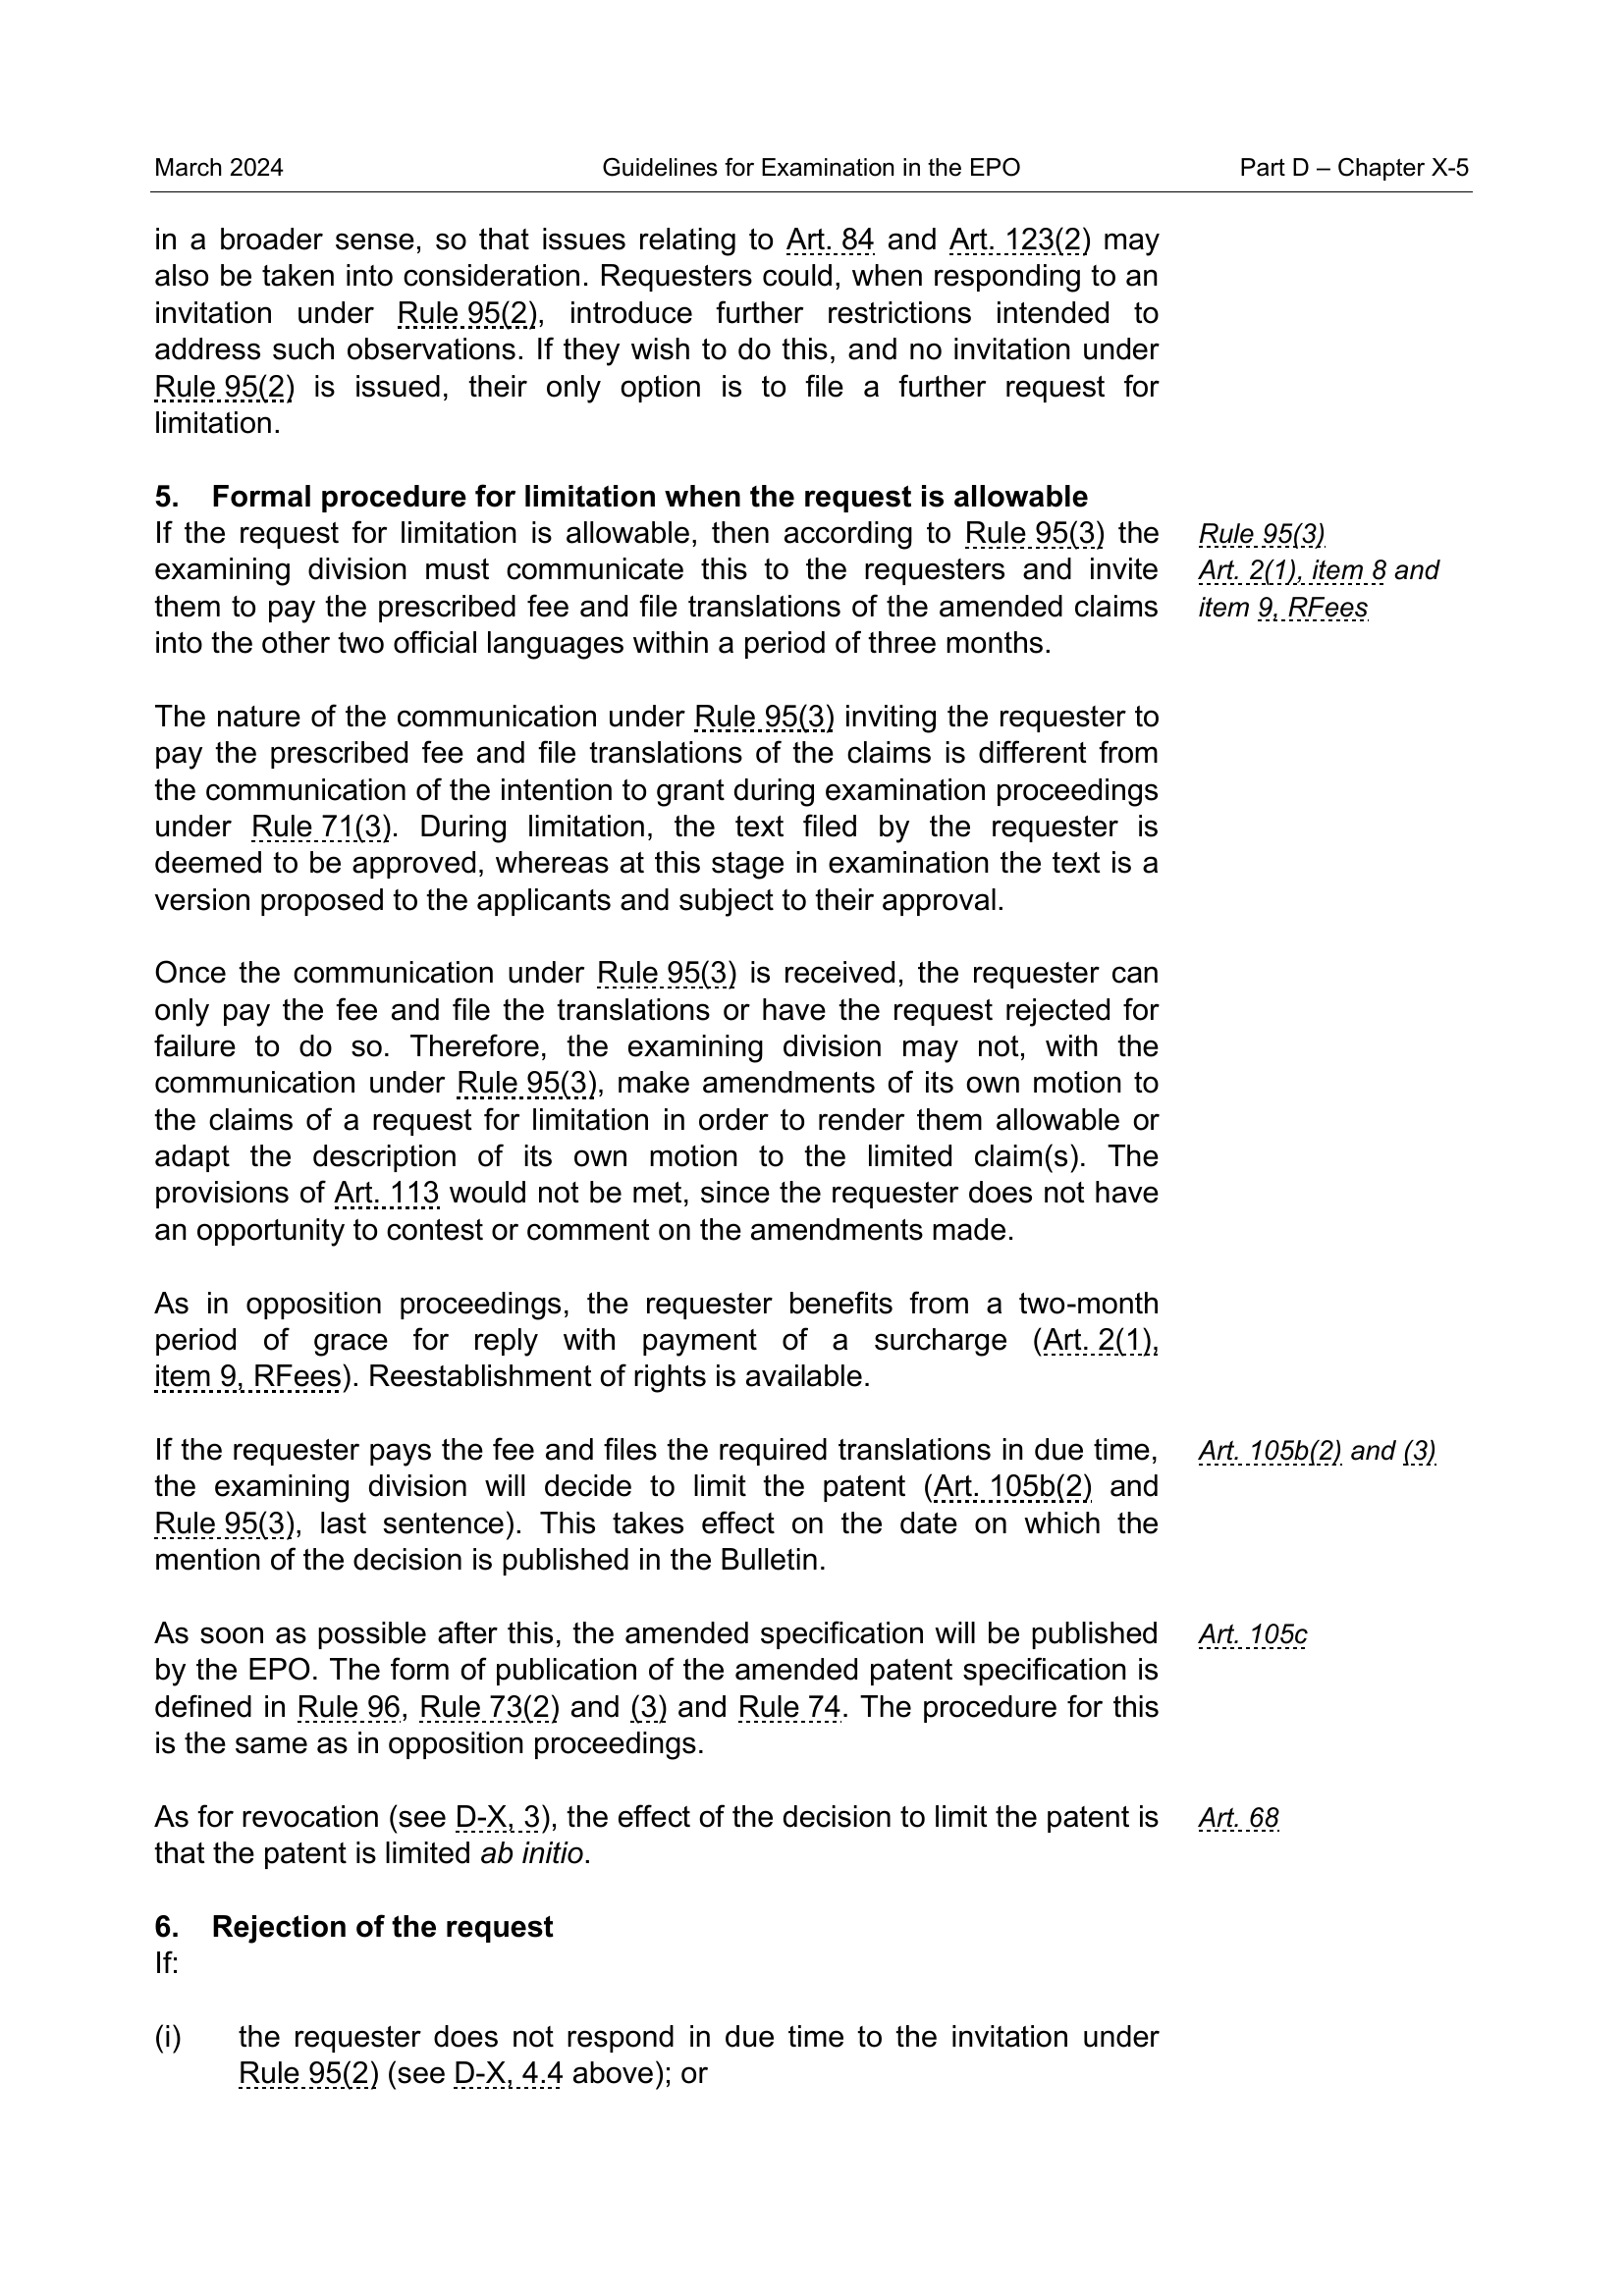 March 2024 Guidelines for Examination in the EPO Part D – Chapter X-5
in a broader sense, so that issues relating to Art. 84 and Art. 123(2) may
also be taken into consideration. Requesters could, when responding to an
invitation under Rule 95(2), introduce further restrictions intended to
address such observations. If they wish to do this, and no invitation under
Rule 95(2) is issued, their only option is to file a further request for
limitation.
5. Formal procedure for limitation when the request is allowable
If the request for limitation is allowable, then according to Rule 95(3) the
examining division must communicate this to the requesters and invite
them to pay the prescribed fee and file translations of the amended claims
into the other two official languages within a period of three months.
Rule 95(3)
Art. 2(1), item 8 and
item 9, RFees
The nature of the communication under Rule 95(3) inviting the requester to
pay the prescribed fee and file translations of the claims is different from
the communication of the intention to grant during examination proceedings
under Rule 71(3). During limitation, the text filed by the requester is
deemed to be approved, whereas at this stage in examination the text is a
version proposed to the applicants and subject to their approval.
Once the communication under Rule 95(3) is received, the requester can
only pay the fee and file the translations or have the request rejected for
failure to do so. Therefore, the examining division may not, with the
communication under Rule 95(3), make amendments of its own motion to
the claims of a request for limitation in order to render them allowable or
adapt the description of its own motion to the limited claim(s). The
provisions of Art. 113 would not be met, since the requester does not have
an opportunity to contest or comment on the amendments made.
As in opposition proceedings, the requester benefits from a two-month
period of grace for reply with payment of a surcharge (Art. 2(1),
item 9, RFees). Reestablishment of rights is available.
If the requester pays the fee and files the required translations in due time,
the examining division will decide to limit the patent (Art. 105b(2) and
Rule 95(3), last sentence). This takes effect on the date on which the
mention of the decision is published in the Bulletin.
Art. 105b(2) and (3)
As soon as possible after this, the amended specification will be published
by the EPO. The form of publication of the amended patent specification is
defined in Rule 96, Rule 73(2) and (3) and Rule 74. The procedure for this
is the same as in opposition proceedings.
Art. 105c
As for revocation (see D-X, 3), the effect of the decision to limit the patent is
that the patent is limited ab initio.
Art. 68
6. Rejection of the request
If:
(i) the requester does not respond in due time to the invitation under
Rule 95(2) (see D-X, 4.4 above); or